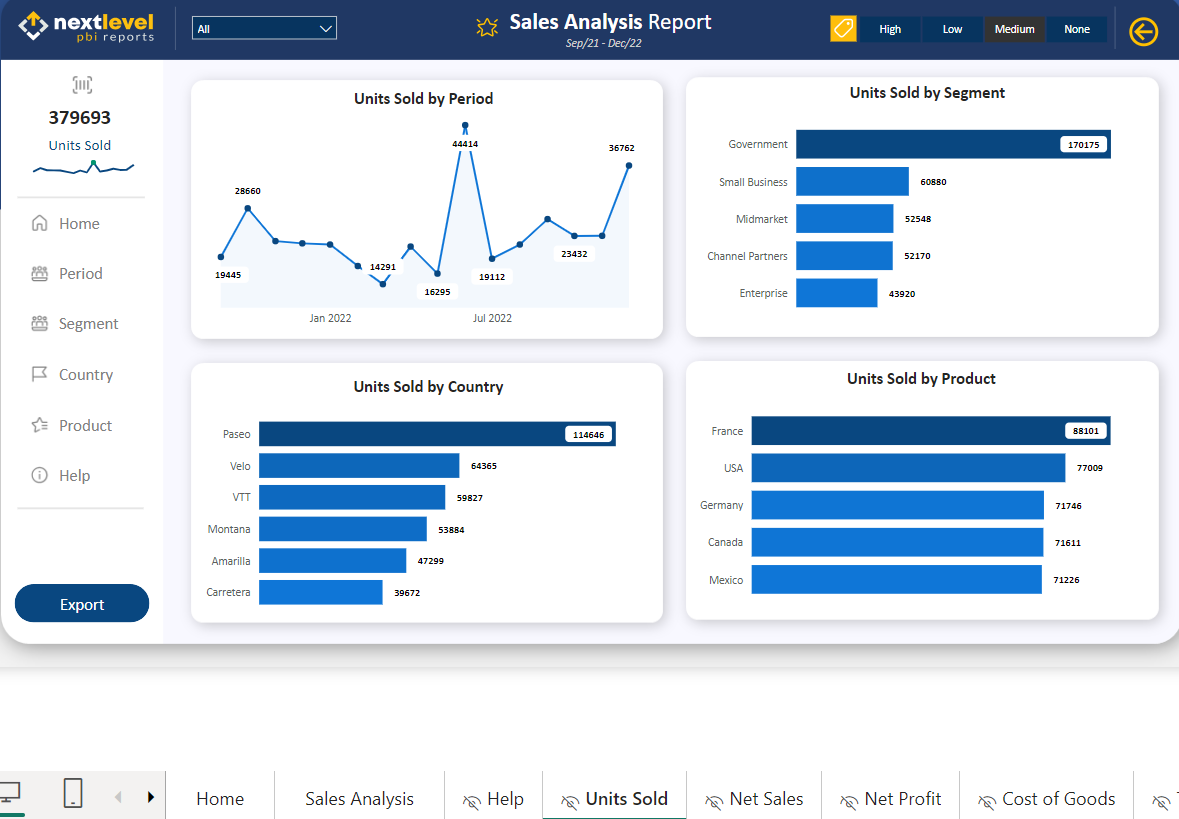 nextlevel
pbi reports
All
Sales Analysis Report
Sep/21 - Dec/22
High
Low
Medium
None
379693
Units Sold
Home
Period
Segment
Country
Product
Help
Export
Units Sold by Period
44414
36762
28660
19445
14291
16295
19112
23432
Jan 2022
Jul 2022
Units Sold by Segment
Government 170175
Small Business 60880
Midmarket 52548
Channel Partners 52170
Enterprise 43920
Units Sold by Country
Paseo 114646
Velo 64365
VTT 59827
Montana 53884
Amarilla 47299
Carretera 39672
Units Sold by Product
France 88101
USA 77009
Germany 71746
Canada 71611
Mexico 71226
Home
Sales Analysis
Help
Units Sold
Net Sales
Net Profit
Cost of Goods